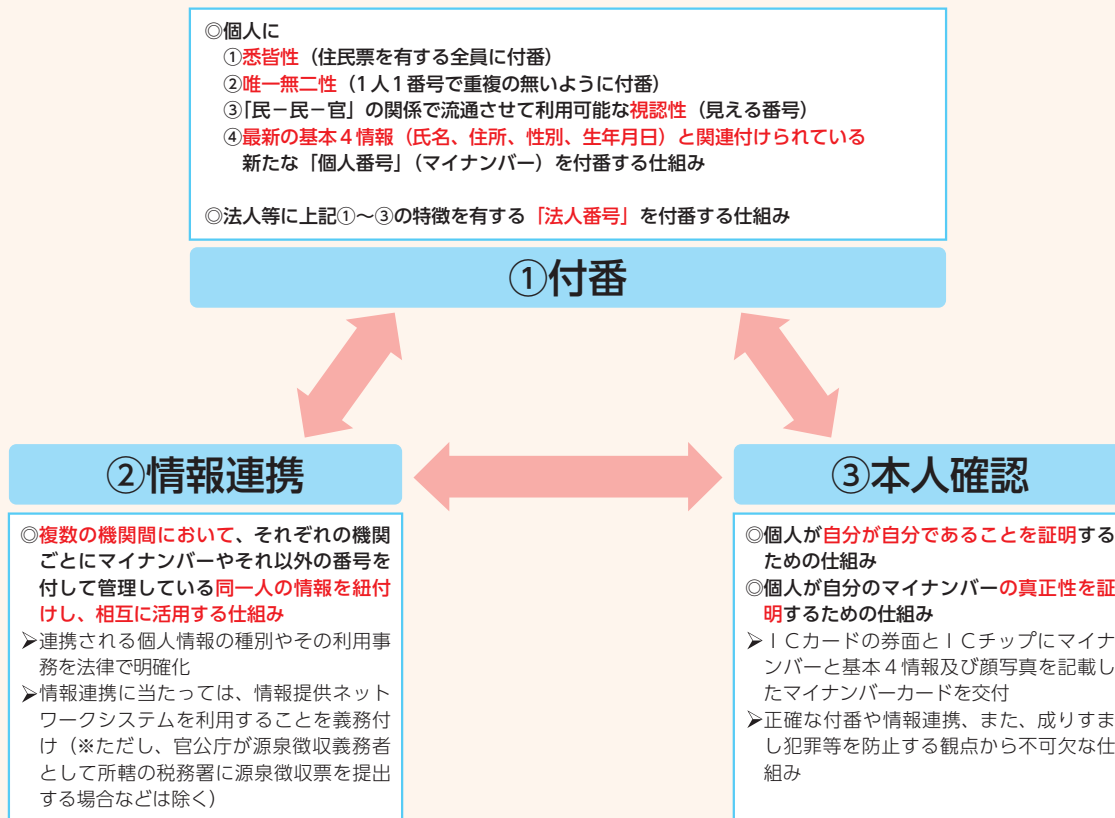 ◎個人に
①悉皆性（住民票を有する全員に付番）
②唯一無二性（1人1番号で重複の無いように付番）
③「民－民－官」の関係で流通させて利用可能な視認性（見える番号）
④最新の基本4情報（氏名、住所、性別、生年月日）と関連付けられている
新たな「個人番号」（マイナンバー）を付番する仕組み
◎法人等に上記①～③の特徴を有する「法人番号」を付番する仕組み
①付番
②情報連携
◎複数の機関間において、それぞれの機関
ごとにマイナンバーやそれ以外の番号を
付して管理している同一人の情報を紐付
けし、相互に活用する仕組み
➢連携される個人情報の種別やその利用事
務を法律で明確化
➢情報連携に当たっては、情報提供ネット
ワークシステムを利用することを義務付
け（※ただし、官公庁が源泉徴収義務者
として所轄の税務署に源泉徴収票を提出
する場合などは除く）
③本人確認
◎個人が自分が自分であることを証明する
ための仕組み
◎個人が自分のマイナンバーの真正性を証
明するための仕組み
➢ＩＣカードの券面とＩＣチップにマイナ
ンバーと基本4情報及び顔写真を記載し
たマイナンバーカードを交付
➢正確な付番や情報連携、また、成りすま
し犯罪等を防止する観点から不可欠な仕
組み